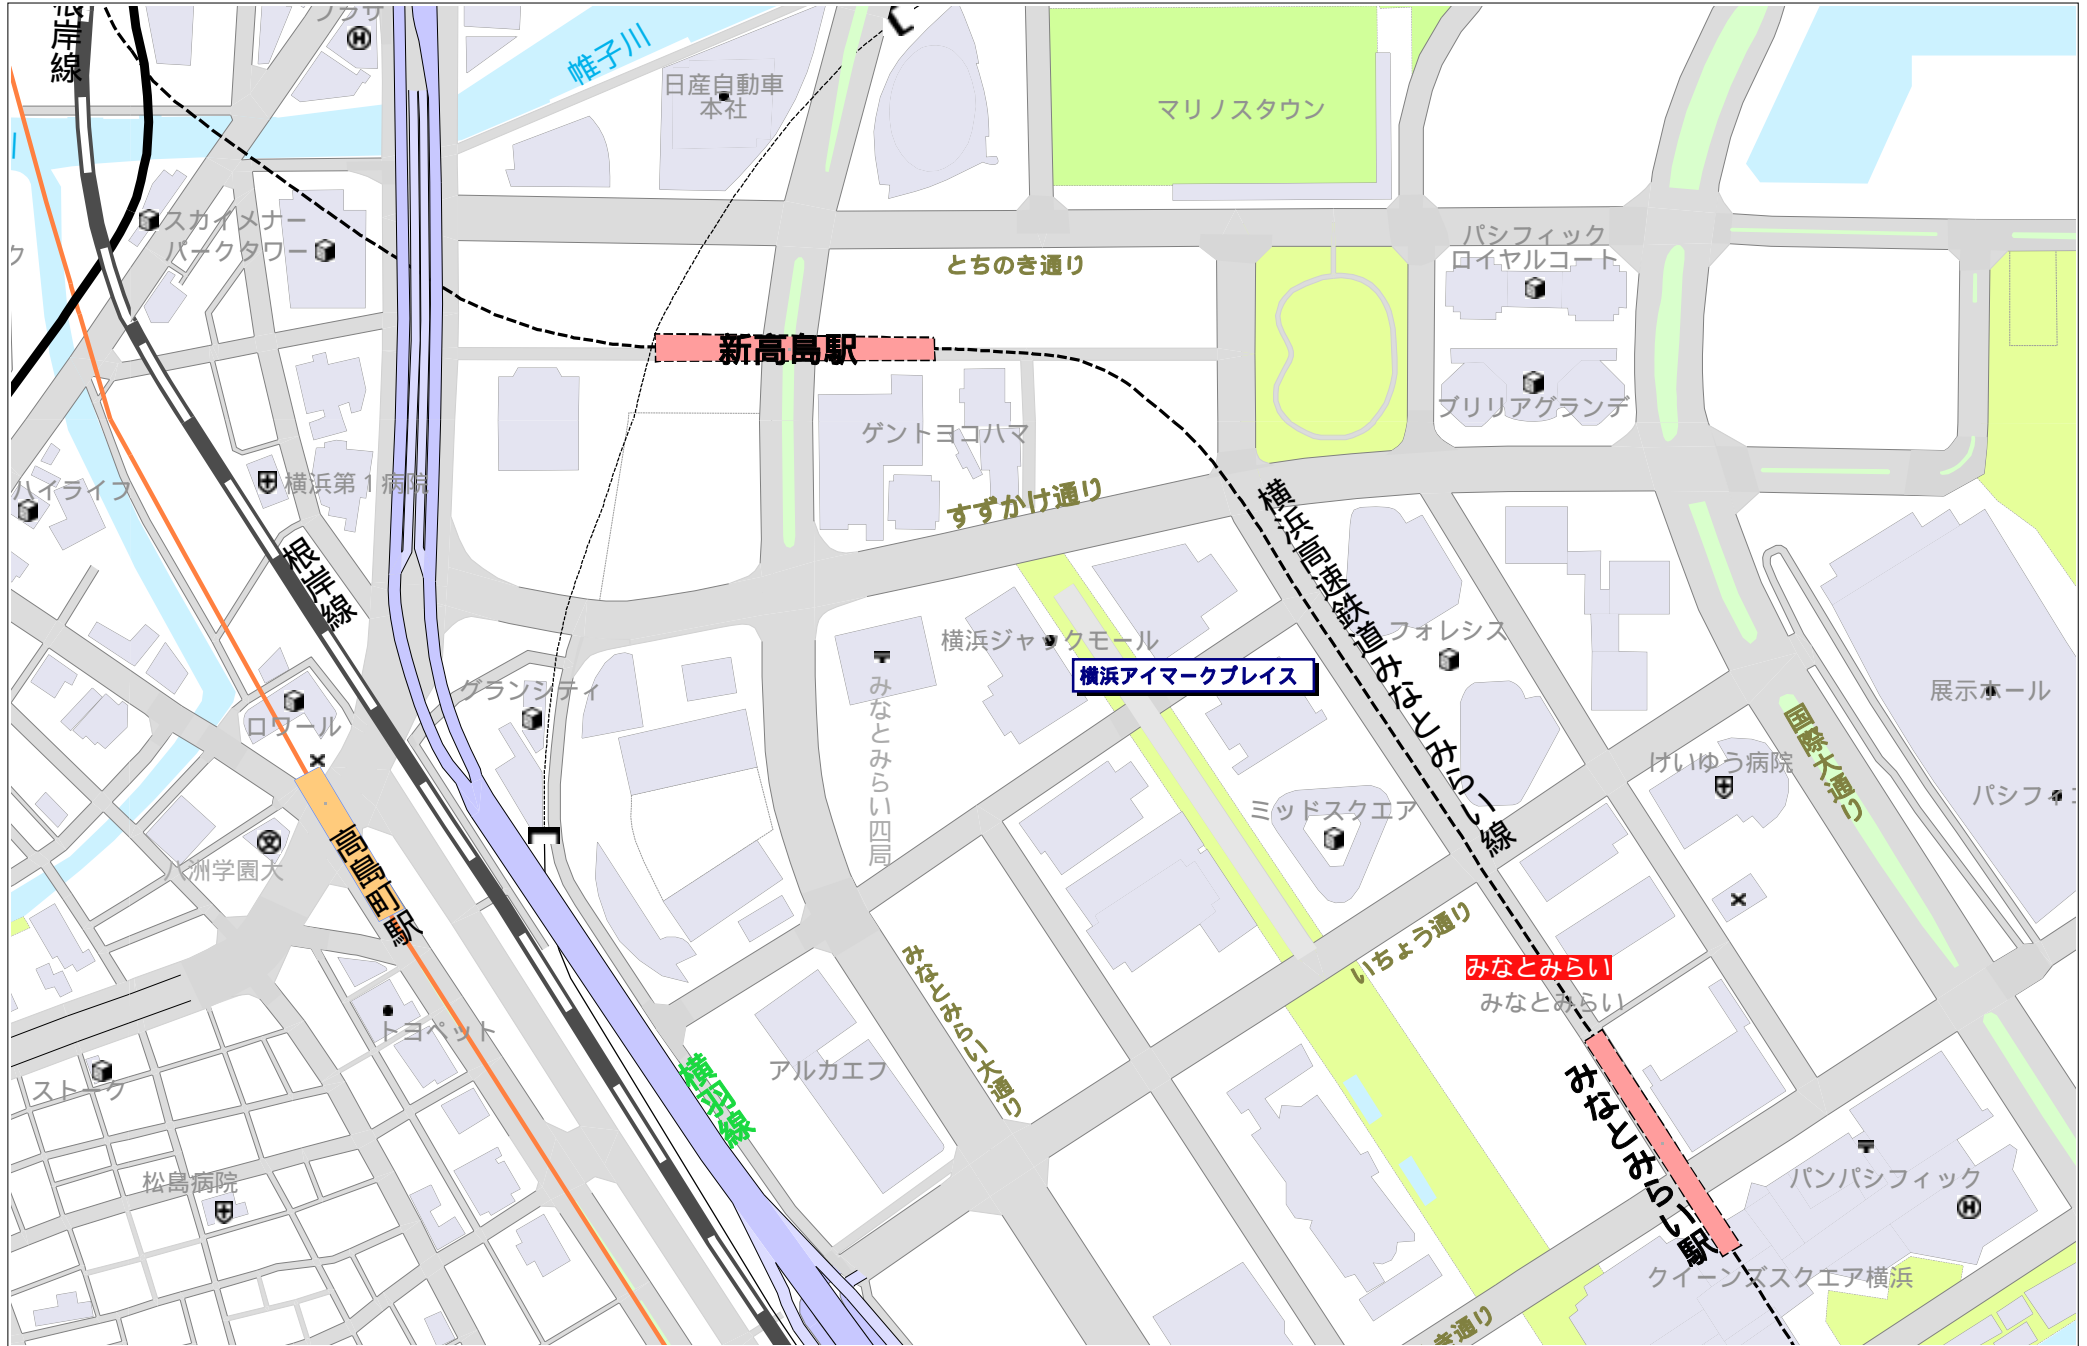 根岸線
プラザ
帷子川
日産自動車
本社
マリノスタウン
スカイメナー
パークタワー
ク
とちのき通り
パシフィック
ロイヤルコート
新高島駅
ブリリアグランデ
ゲントヨコハマ
横浜第1病院
ハイライフ
すずかけ通り
横浜高速鉄道みなとみらい線
根岸線
横浜ジャックモール
フォレシス
横浜アイマークプレイス
グランシティ
みなとみらい四局
展示ホール
ロワール
国際大通り
けいゆう病院
パシフィコ
ミッドスクエア
高島町駅
八洲学園大
いちょう通り
みなとみらい
みなとみらい
みなとみらい大通り
トヨペット
横羽線
アルカエフ
ストーク
みなとみらい駅
松島病院
パンパシフィック
クイーンズスクエア横浜
き通り